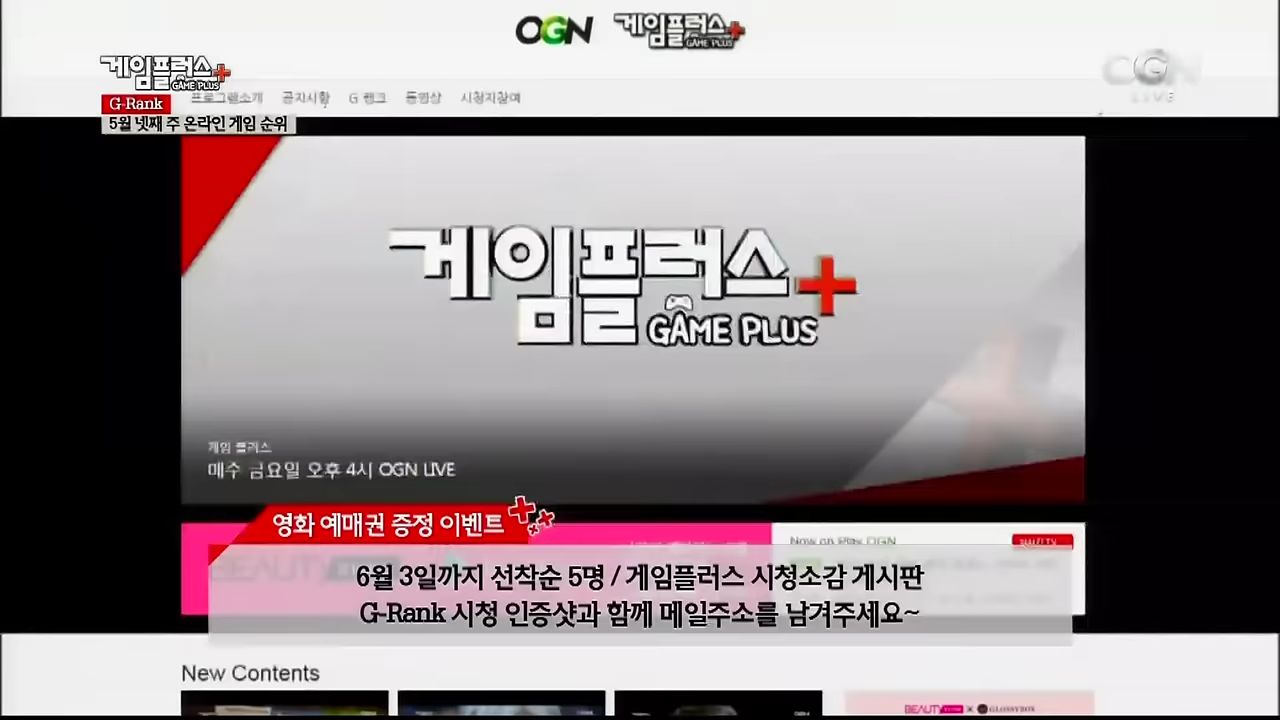 OGN 게임플러스+ GAME PLUS
게임플러스+ GAME PLUS
OGN LIVE
G-Rank
프로그램소개 공지사항 G 랭크 동영상 시청자참여
5월 넷째 주 온라인 게임 순위
게임플러스+
GAME PLUS
게임 플러스
매주 금요일 오후 4시 OGN LIVE
영화 예매권 증정 이벤트
Now on Play OGN
BEAUTY
6월 3일까지 선착순 5명 / 게임플러스 시청소감 게시판
G-Rank 시청 인증샷과 함께 메일주소를 남겨주세요~
New Contents
BEAUTY X GLOSSYBOX